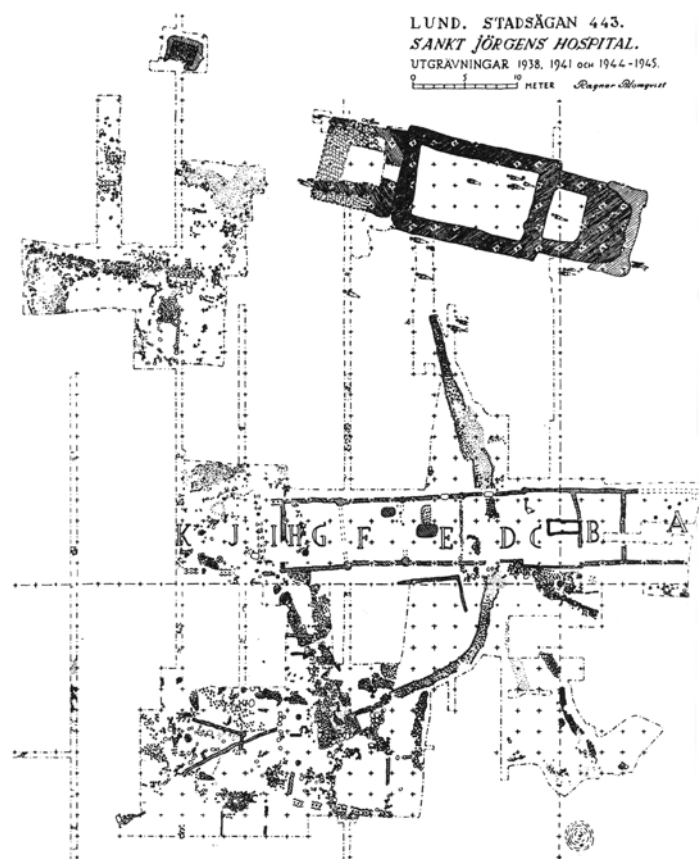 LUND. STADSÄGAN 443.
SANKT JÖRGENS HOSPITAL.
UTGRÄVNINGAR 1938, 1941 OCH 1944-1945.
0 5 10 METER Ragnar Blomqvist
K J I H G F E D C B A